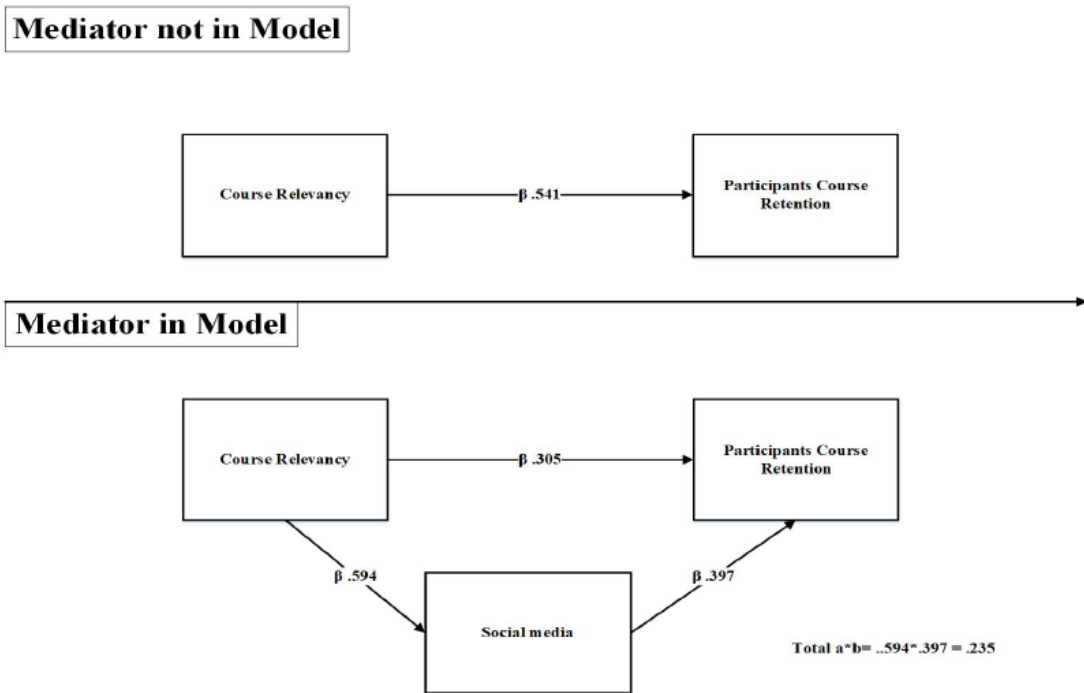 Mediator not in Model
Course Relevancy
β .541
Participants Course
Retention
Mediator in Model
Course Relevancy
β .305
Participants Course
Retention
β .594
β .397
Social media
Total a*b= ..594*.397 = .235